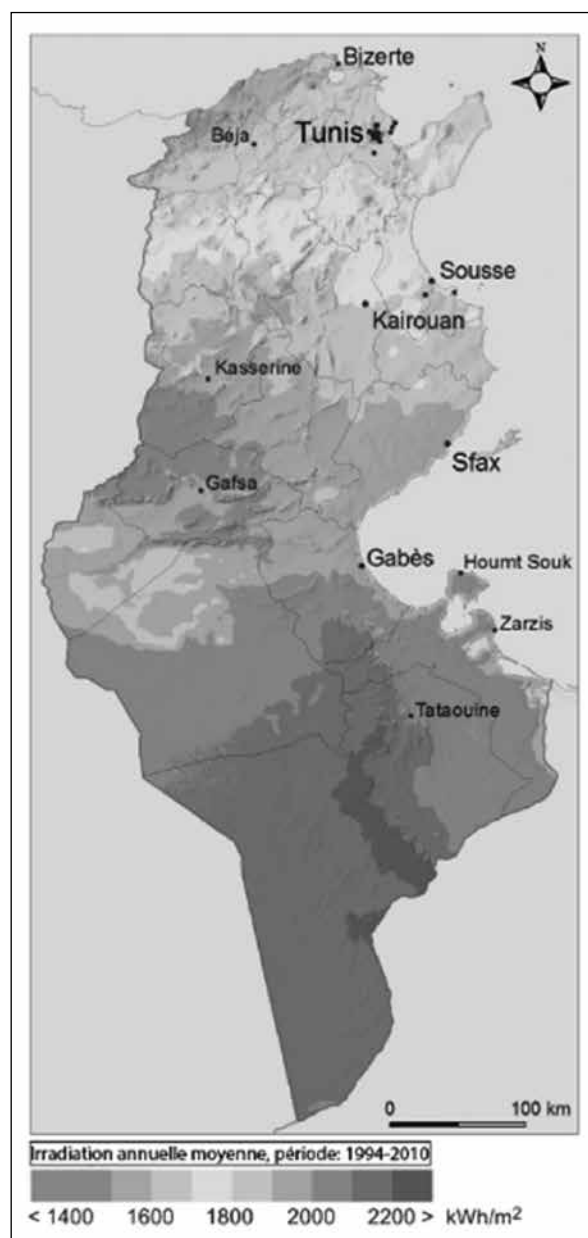 N
Bizerte
Béja
Tunis
Sousse
Kairouan
Kasserine
Sfax
Gafsa
Gabès
Houmt Souk
Zarzis
Tataouine
0 100 km
Irradiation annuelle moyenne, période: 1994-2010
< 1400 1600 1800 2000 2200 > kWh/m²